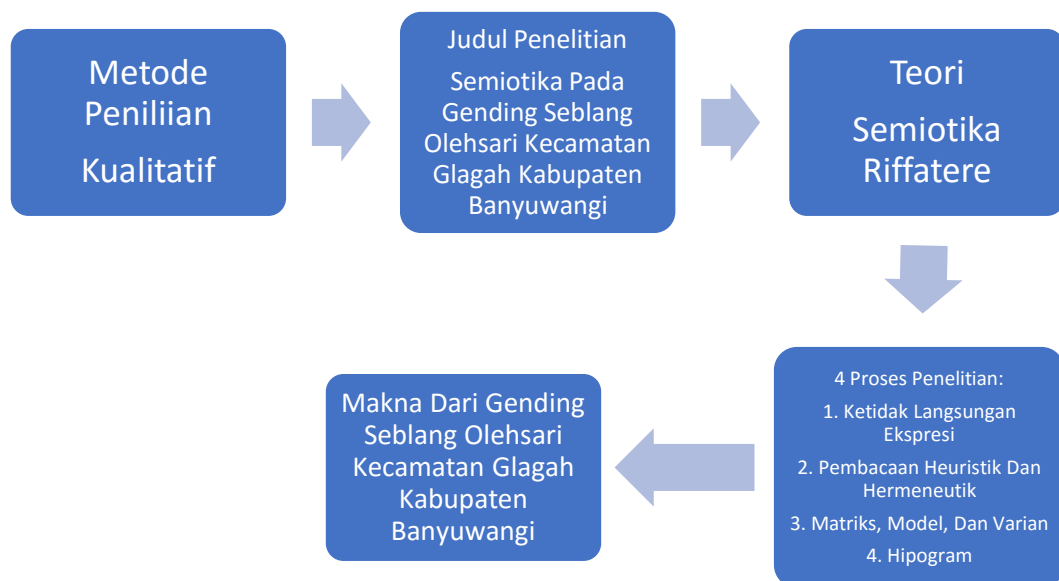 Metode
Peniliian
Kualitatif
Judul Penelitian
Semiotika Pada
Gending Seblang
Olehsari Kecamatan
Glagah Kabupaten
Banyuwangi
Teori
Semiotika
Riffatere
4 Proses Penelitian:
1. Ketidak Langsungan
Ekspresi
2. Pembacaan Heuristik Dan
Hermeneutik
3. Matriks, Model, Dan Varian
4. Hipogram
Makna Dari Gending
Seblang Olehsari
Kecamatan Glagah
Kabupaten
Banyuwangi